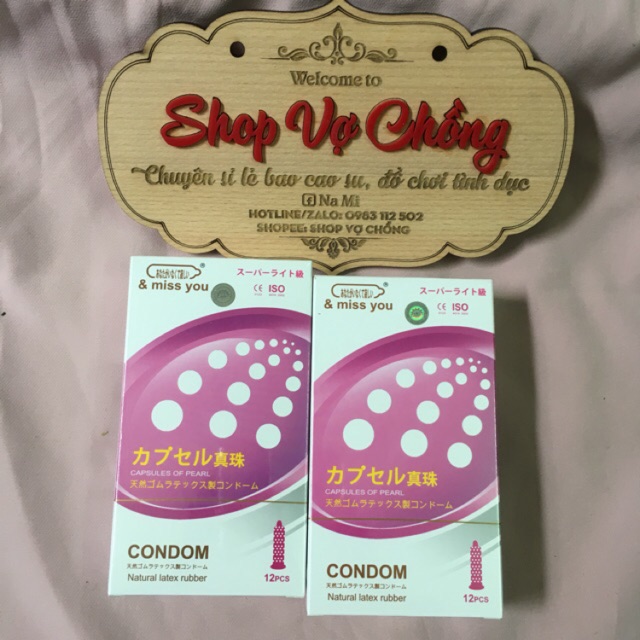 Welcome to
Shop Vợ Chồng
Chuyên sỉ lẻ bao cao su, đồ chơi tình dục
Na Mi
HOTLINE/ZALO: 0983 112 502
SHOPEE: SHOP VỢ CHỒNG
& miss you
スーパーライト級
CE ISO
カプセル真珠
CAPSULES OF PEARL
天然ゴムラテックス製コンドーム
CONDOM
天然ゴムラテックス製コンドーム
Natural latex rubber
12PCS
& miss you
スーパーライト級
CE ISO
カプセル真珠
CAPSULES OF PEARL
天然ゴムラテックス製コンドーム
CONDOM
天然ゴムラテックス製コンドーム
Natural latex rubber
12PCS